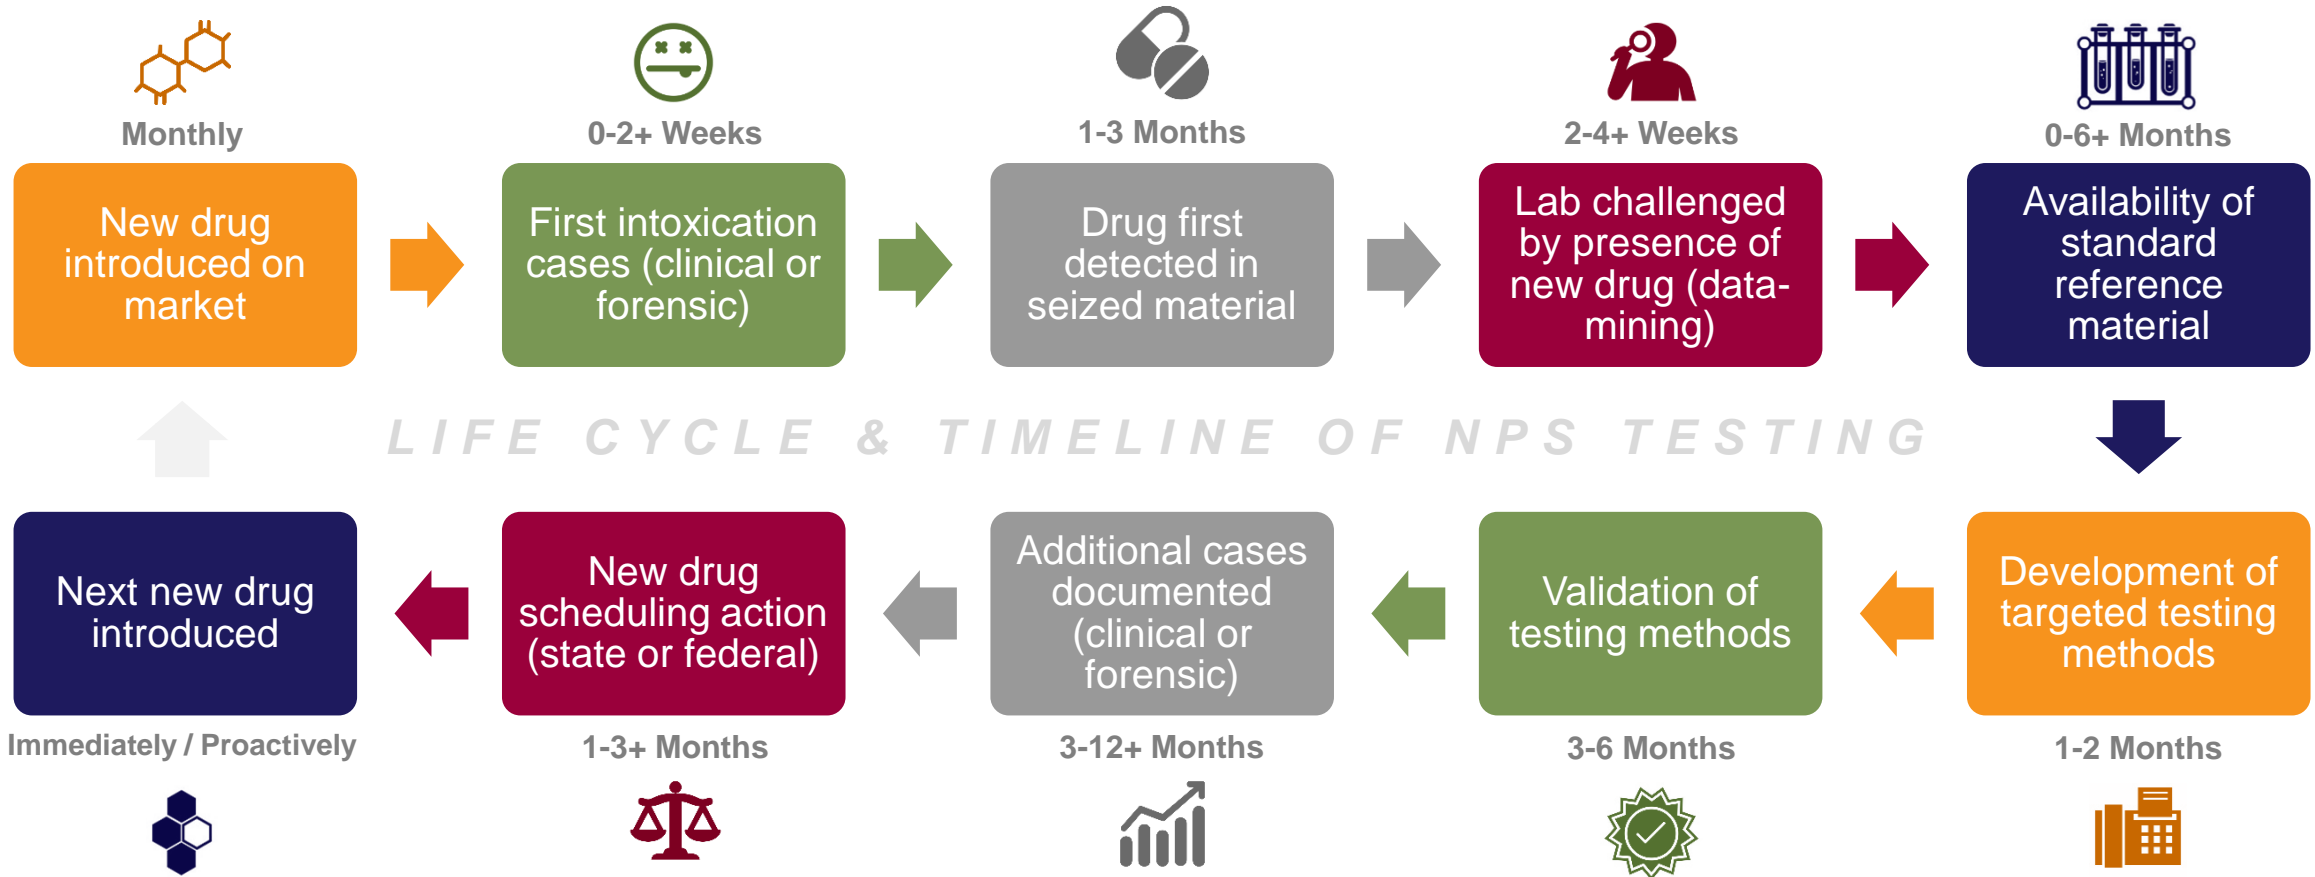 Monthly
New drug
introduced on
market
0-2+ Weeks
First intoxication
cases (clinical or
forensic)
1-3 Months
Drug first
detected in
seized material
2-4+ Weeks
Lab challenged
by presence of
new drug (data-
mining)
0-6+ Months
Availability of
standard
reference
material
LIFE CYCLE & TIMELINE OF NPS TESTING
Development of
targeted testing
methods
1-2 Months
Validation of
testing methods
3-6 Months
Additional cases
documented
(clinical or
forensic)
3-12+ Months
New drug
scheduling action
(state or federal)
1-3+ Months
Next new drug
introduced
Immediately / Proactively